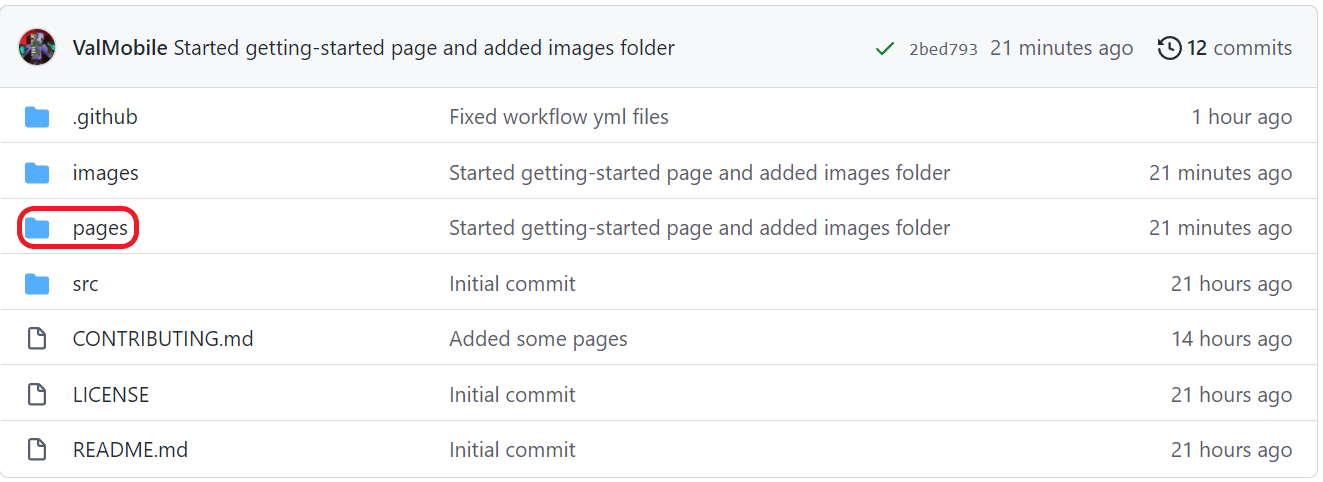 ValMobile Started getting-started page and added images folder 2bed793 21 minutes ago 12 commits
.github Fixed workflow yml files 1 hour ago
images Started getting-started page and added images folder 21 minutes ago
pages Started getting-started page and added images folder 21 minutes ago
src Initial commit 21 hours ago
CONTRIBUTING.md Added some pages 14 hours ago
LICENSE Initial commit 21 hours ago
README.md Initial commit 21 hours ago